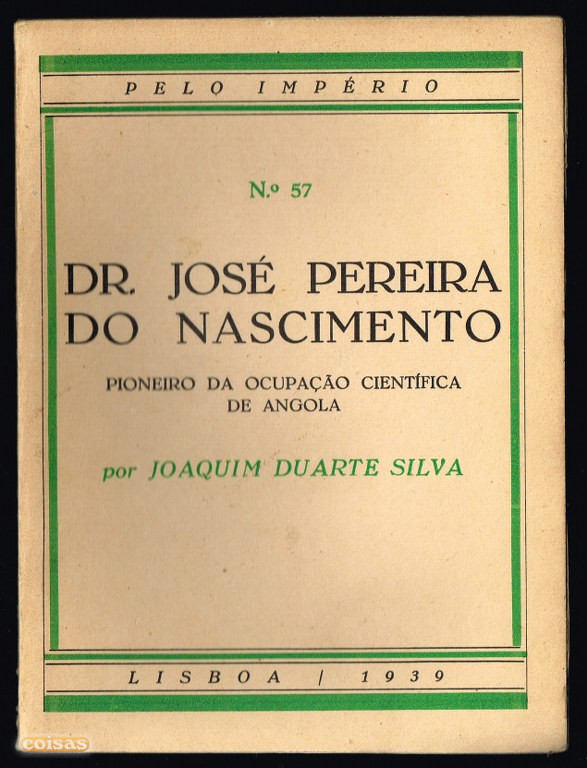 PELO IMPÉRIO
N.º 57
DR. JOSÉ PEREIRA
DO NASCIMENTO
PIONEIRO DA OCUPAÇÃO CIENTÍFICA
DE ANGOLA
por JOAQUIM DUARTE SILVA
LISBOA / 1939
coisas